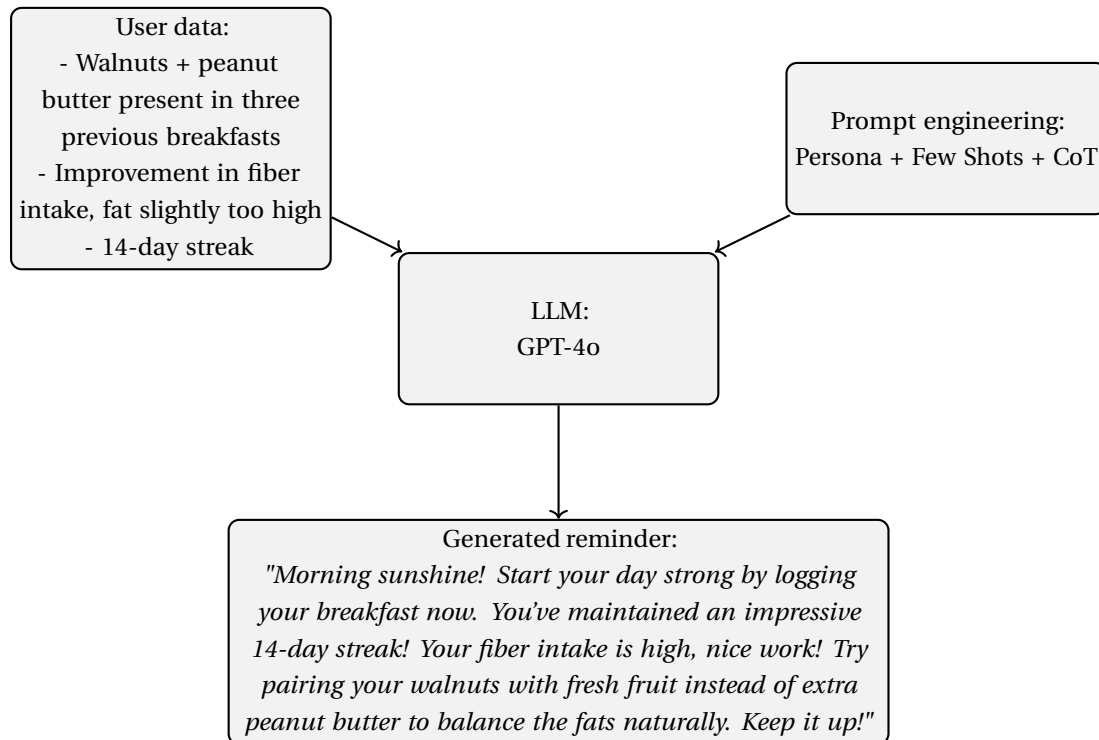 User data:
- Walnuts + peanut
butter present in three
previous breakfasts
- Improvement in fiber
intake, fat slightly too high
- 14-day streak
Prompt engineering:
Persona + Few Shots + CoT
LLM:
GPT-4o
Generated reminder:
"Morning sunshine! Start your day strong by logging
your breakfast now. You've maintained an impressive
14-day streak! Your fiber intake is high, nice work! Try
pairing your walnuts with fresh fruit instead of extra
peanut butter to balance the fats naturally. Keep it up!"